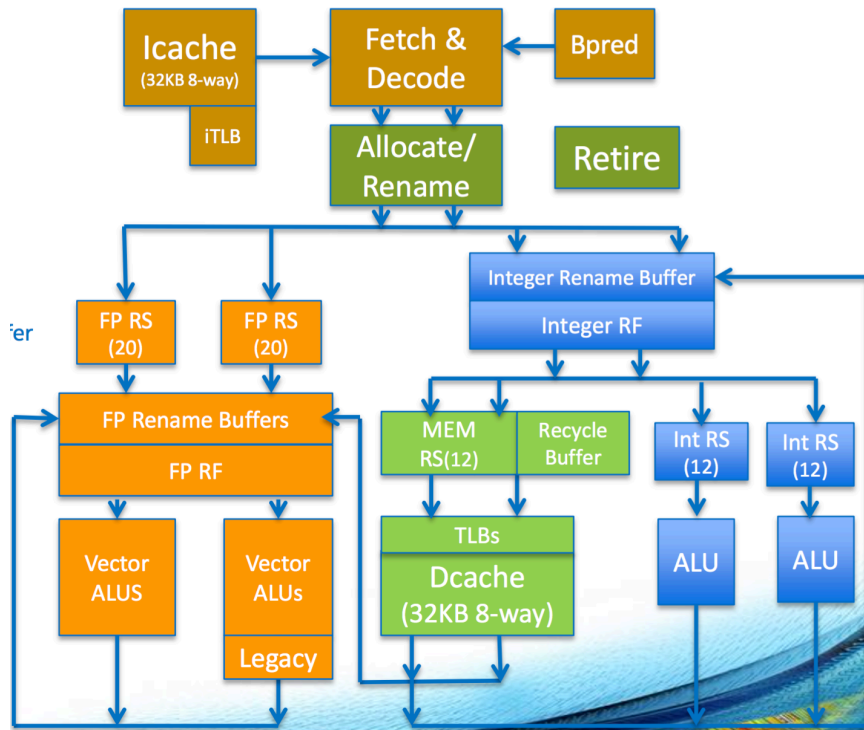 Icache
(32KB 8-way)
iTLB
Fetch &
Decode
Bpred
Allocate/
Rename
Retire
FP RS
(20)
FP RS
(20)
Integer Rename Buffer
Integer RF
fer
FP Rename Buffers
FP RF
MEM
RS(12)
Recycle
Buffer
Int RS
(12)
Int RS
(12)
Vector
ALUS
Vector
ALUs
Legacy
TLBs
Dcache
(32KB 8-way)
ALU
ALU